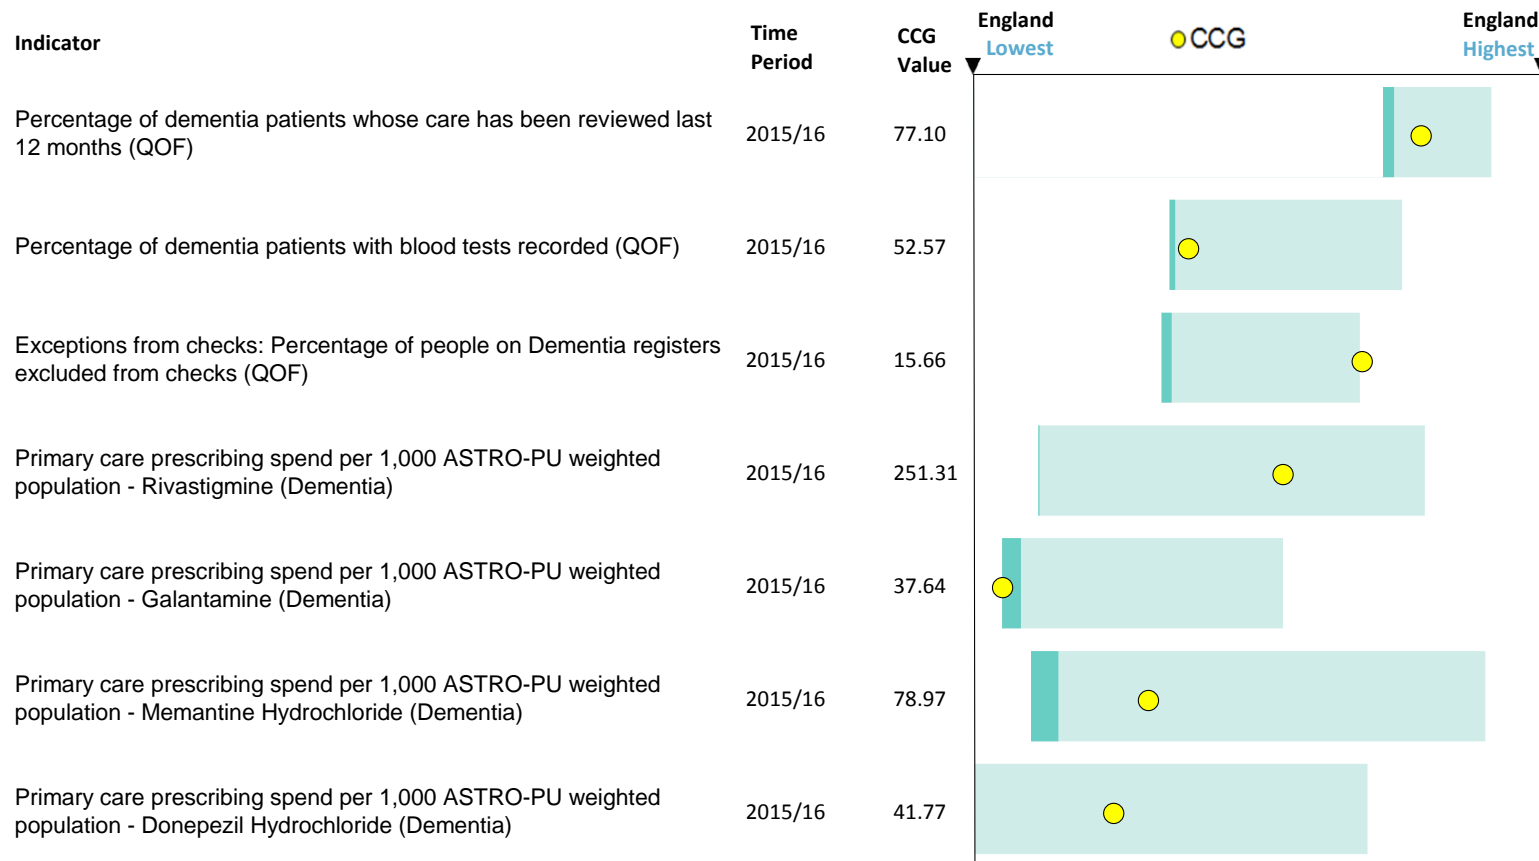 Indicator
Time
Period
CCG
Value
England
Lowest
CCG
England
Highest
Percentage of dementia patients whose care has been reviewed last
12 months (QOF)
2015/16
77.10
Percentage of dementia patients with blood tests recorded (QOF)
2015/16
52.57
Exceptions from checks: Percentage of people on Dementia registers
excluded from checks (QOF)
2015/16
15.66
Primary care prescribing spend per 1,000 ASTRO-PU weighted
population - Rivastigmine (Dementia)
2015/16
251.31
Primary care prescribing spend per 1,000 ASTRO-PU weighted
population - Galantamine (Dementia)
2015/16
37.64
Primary care prescribing spend per 1,000 ASTRO-PU weighted
population - Memantine Hydrochloride (Dementia)
2015/16
78.97
Primary care prescribing spend per 1,000 ASTRO-PU weighted
population - Donepezil Hydrochloride (Dementia)
2015/16
41.77